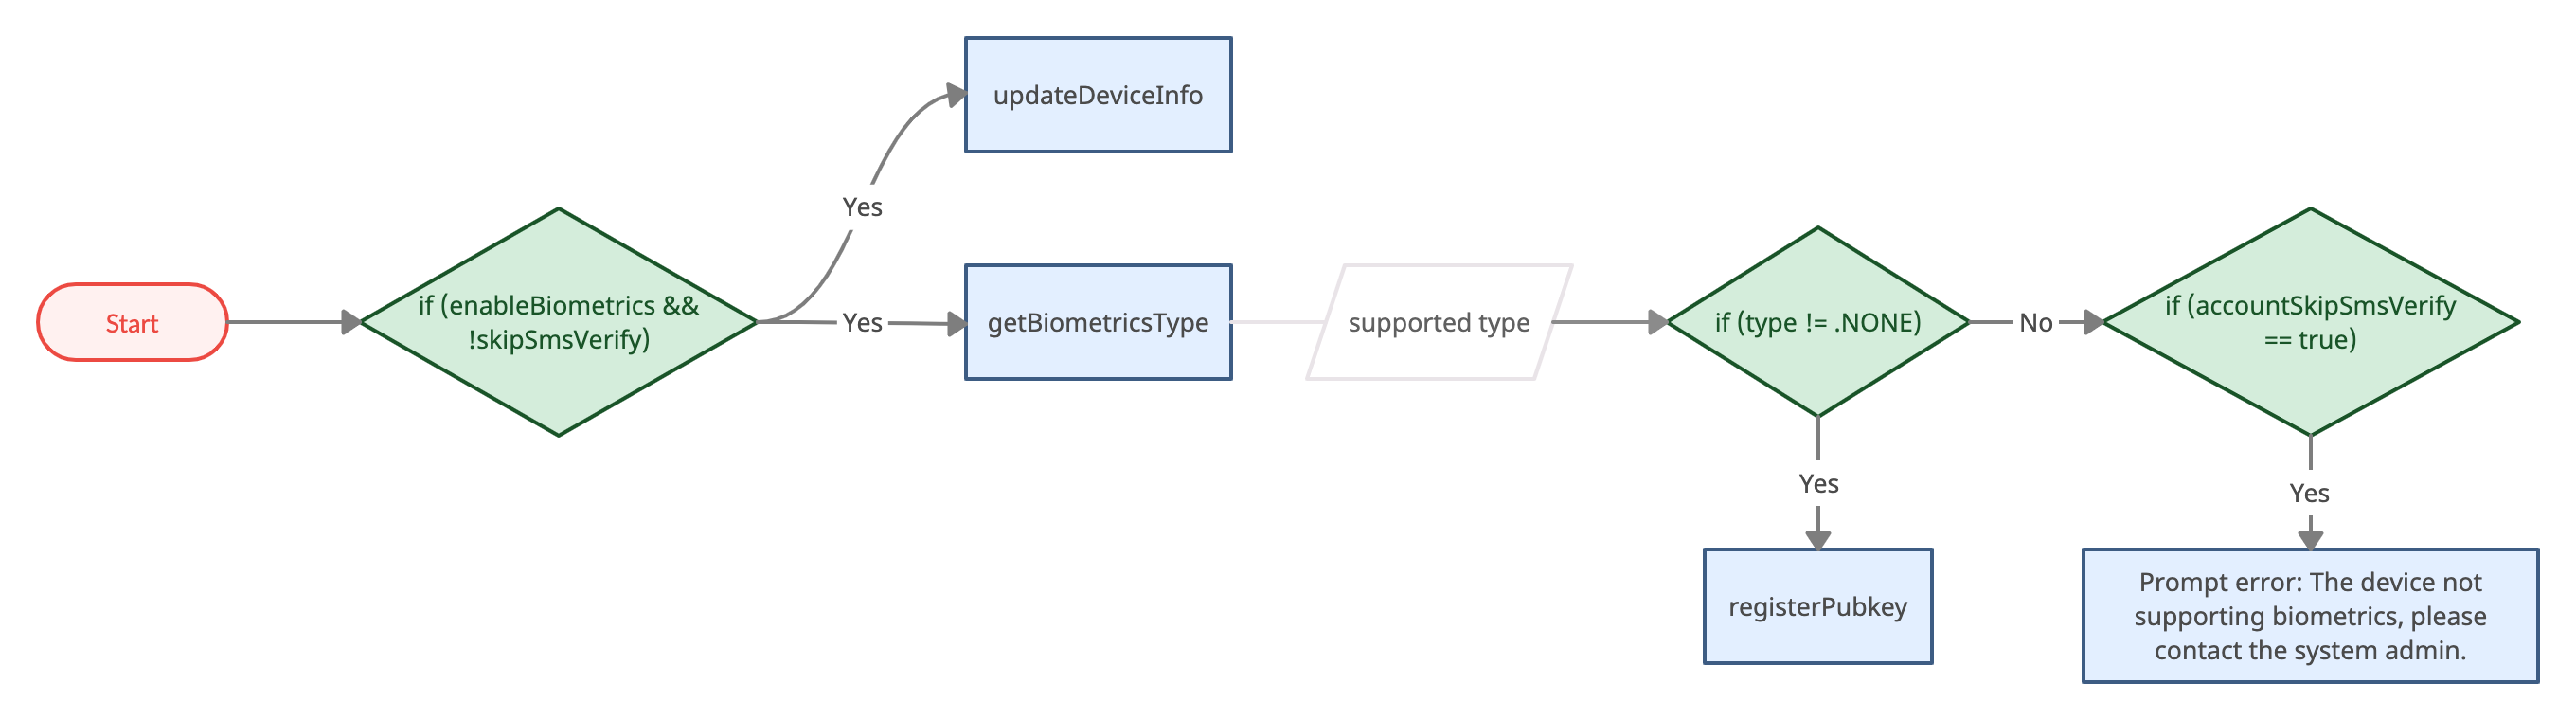 Start
if (enableBiometrics &&
!skipSmsVerify)
Yes
updateDeviceInfo
Yes
getBiometricsType
supported type
if (type != .NONE)
Yes
registerPubkey
No
if (accountSkipSmsVerify
== true)
Yes
Prompt error: The device not
supporting biometrics, please
contact the system admin.